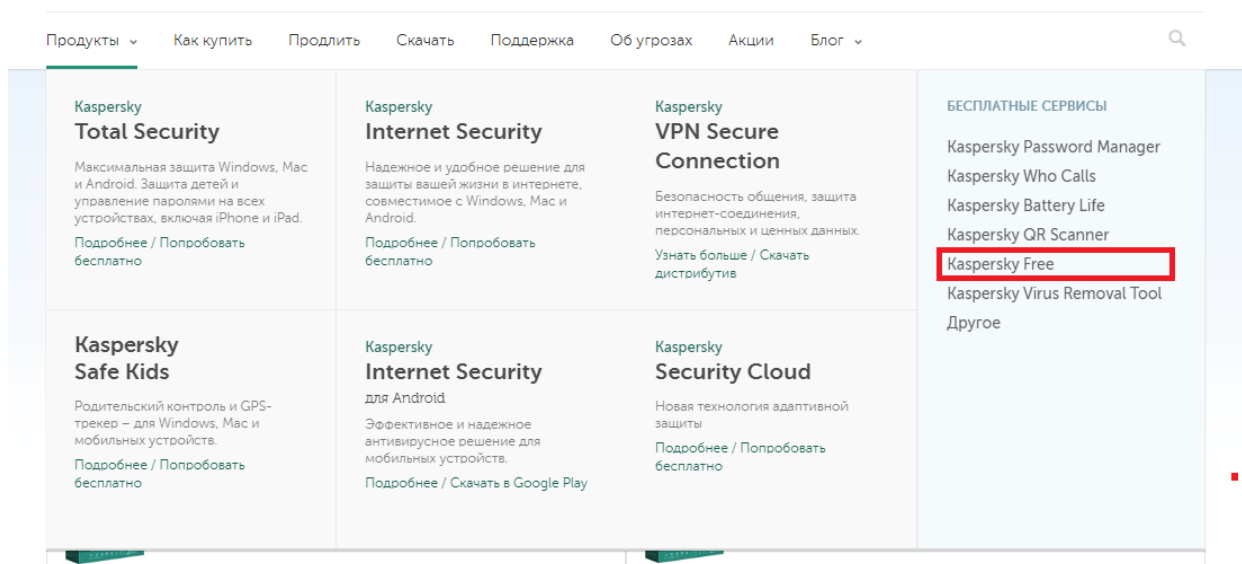 Продукты Как купить Продлить Скачать Поддержка Об угрозах Акции Блог
Kaspersky
Total Security
Максимальная защита Windows, Mac
и Android. Защита детей и
управление паролями на всех
устройствах, включая iPhone и iPad.
Подробнее / Попробовать
бесплатно
Kaspersky
Internet Security
Надежное и удобное решение для
защиты вашей жизни в интернете,
совместимое с Windows, Mac и
Android.
Подробнее / Попробовать
бесплатно
Kaspersky
VPN Secure
Connection
Безопасность общения, защита
интернет-соединения,
персональных и ценных данных.
Узнать больше / Скачать
дистрибутив
Kaspersky
Safe Kids
Родительский контроль и GPS-
трекер – для Windows, Mac и
мобильных устройств.
Подробнее / Попробовать
бесплатно
Kaspersky
Internet Security
для Android
Эффективное и надежное
антивирусное решение для
мобильных устройств.
Подробнее / Скачать в Google Play
Kaspersky
Security Cloud
Новая технология адаптивной
защиты
Подробнее / Попробовать
бесплатно
БЕСПЛАТНЫЕ СЕРВИСЫ
Kaspersky Password Manager
Kaspersky Who Calls
Kaspersky Battery Life
Kaspersky QR Scanner
Kaspersky Free
Kaspersky Virus Removal Tool
Другое